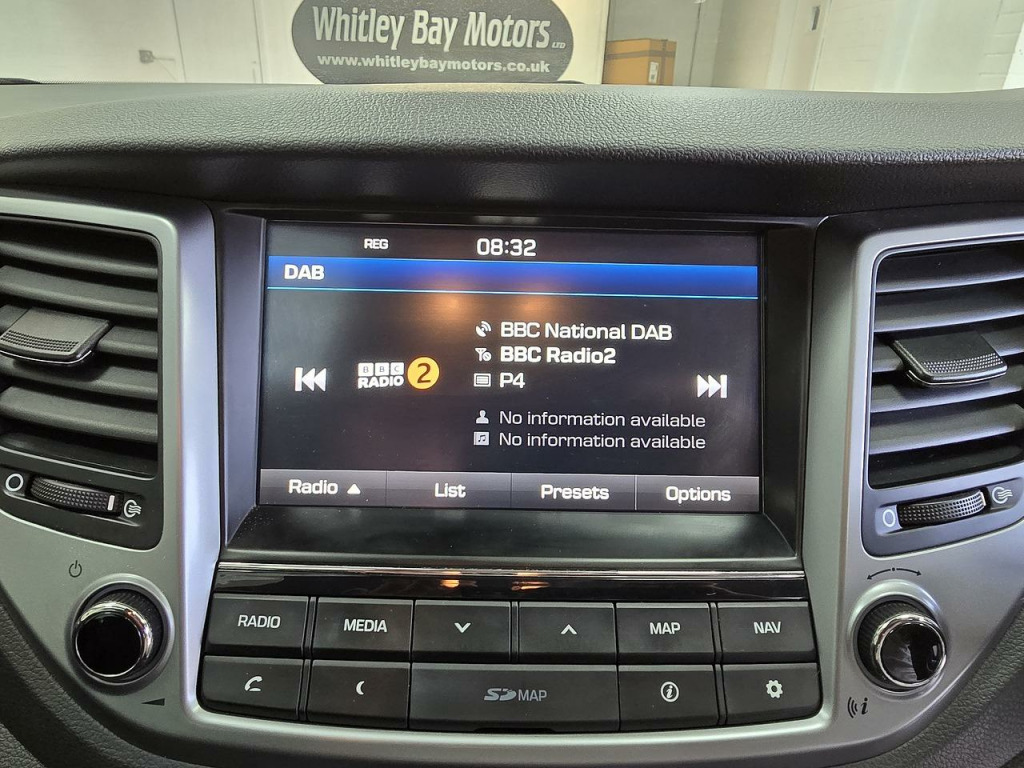 Whitley Bay Motors LTD
www.whitleybaymotors.co.uk
REG 08:32
DAB
BBC National DAB
BBC Radio2
BBC RADIO 2
P4
No information available
No information available
Radio List Presets Options
RADIO MEDIA MAP NAV
SD MAP